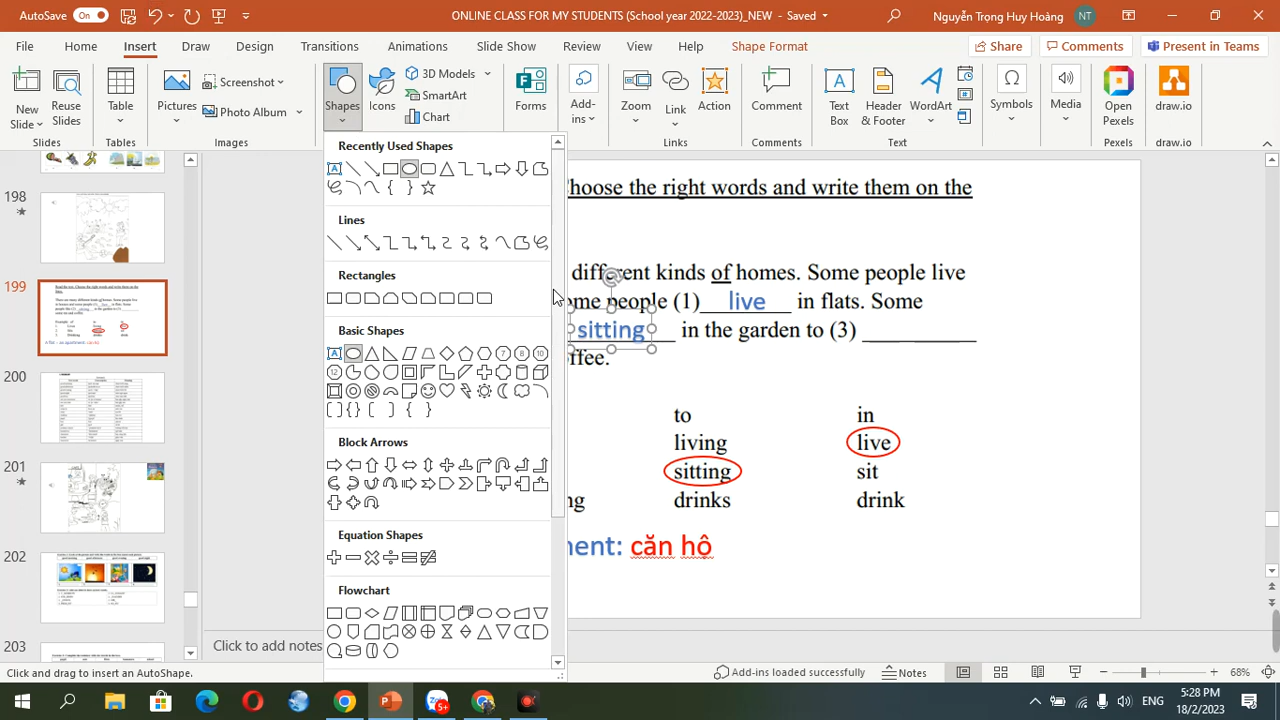 AutoSave On
ONLINE CLASS FOR MY STUDENTS (School year 2022-2023)_NEW - Saved
Nguyễn Trọng Huy Hoàng NT
File Home Insert Draw Design Transitions Animations Slide Show Review View Help Shape Format
Share Comments Present in Teams
New Slide
Reuse Slides
Table
Pictures
Screenshot
Photo Album
Shapes
Icons
3D Models
SmartArt
Chart
Forms
Add-ins
Zoom
Link
Action
Comment
Text Box
Header & Footer
WordArt
Symbols
Media
Open Pexels
draw.io
Slides Tables Images Links Comments Text Pexels draw.io
Recently Used Shapes
Lines
Rectangles
Basic Shapes
Block Arrows
Equation Shapes
Flowchart
198
199
200
201
202
203
Choose the right words and write them on the
different kinds of homes. Some people live
ome people (1) live in flats. Some
sitting in the garden to (3)
ffee.
to in
living live
sitting sit
ng drinks drink
ment: căn hộ
Click to add notes
Click and drag to insert an AutoShape.
Add-ins loaded successfully
Notes
68%
ENG
5:28 PM
18/2/2023